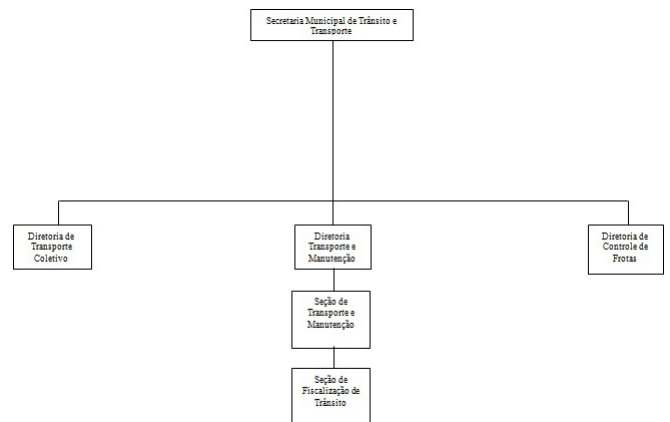 Secretaria Municipal de Trânsito e
Transporte
Diretoria de
Transporte
Coletivo
Diretoria
Transporte e
Manutenção
Diretoria de
Controle de
Frotas
Seção de
Transporte e
Manutenção
Seção de
Fiscalização de
Trânsito